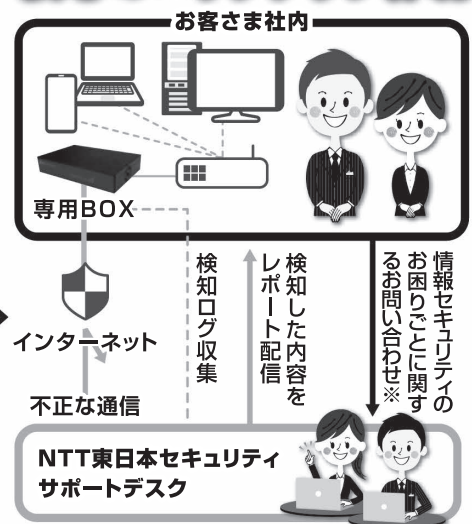 お客さま社内
専用BOX
インターネット
不正な通信
検知ログ収集
検知した内容を
レポート配信
情報セキュリティの
お困りごとに関す
るお問い合わせ※
NTT東日本セキュリティ
サポートデスク